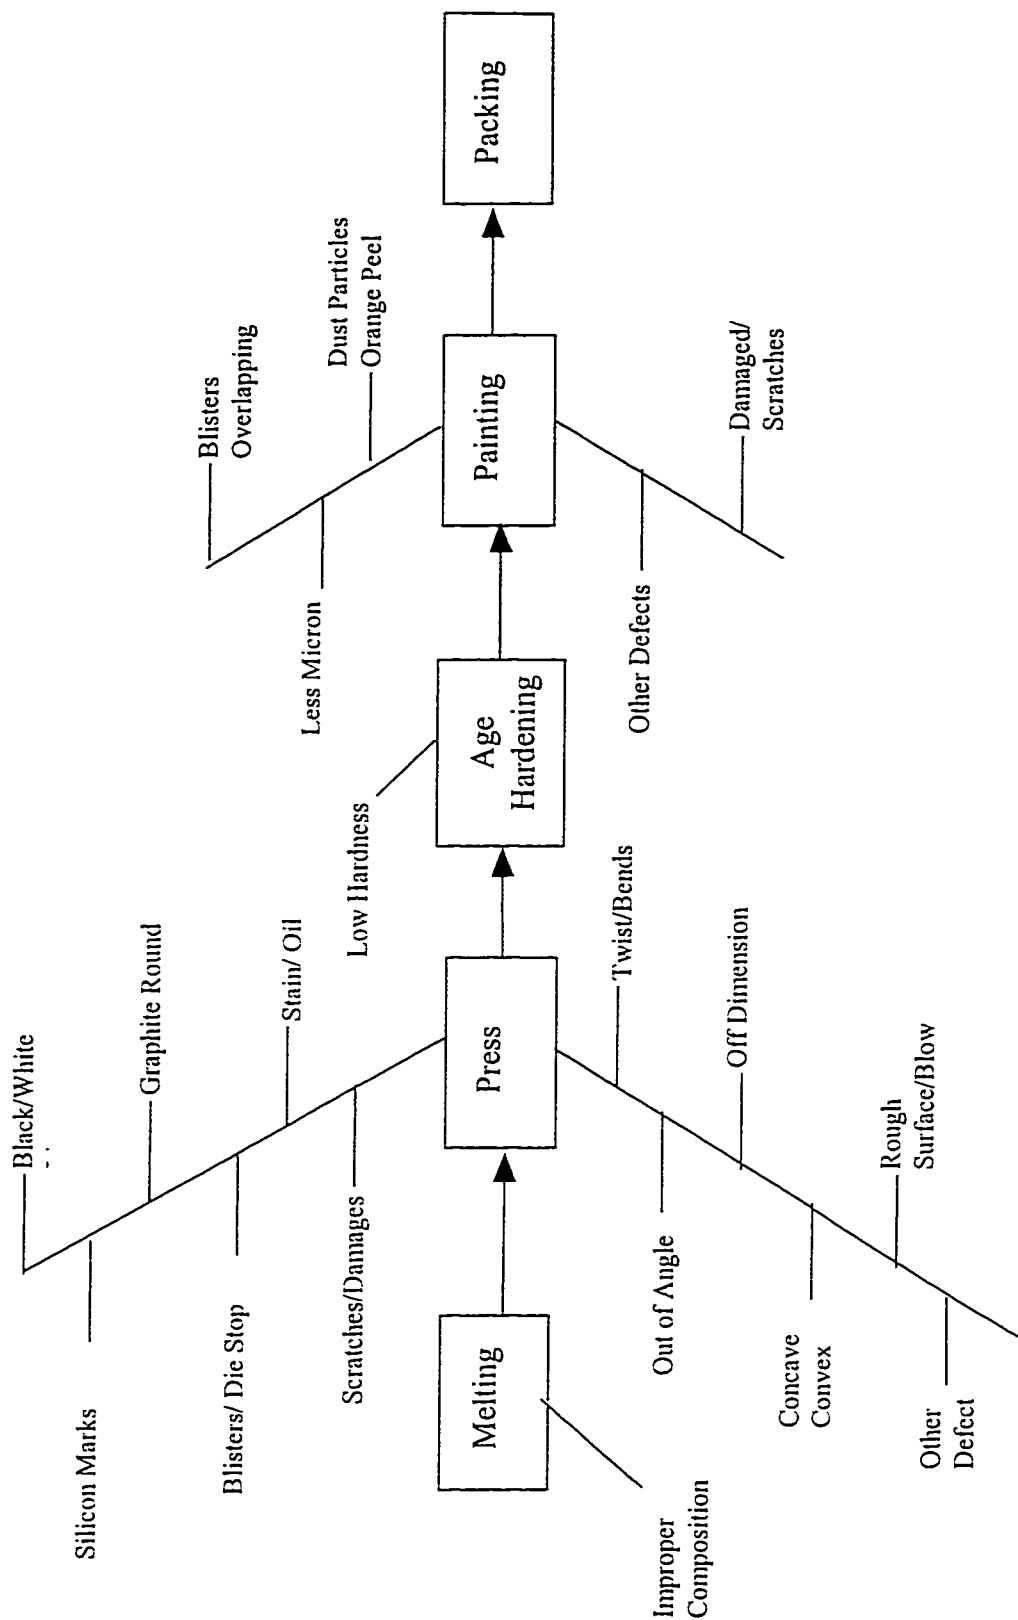 Black/White
Silicon Marks
Graphite Round
Blisters
Overlapping
Blisters/ Die Stop
Stain/ Oil
Less Micron
Dust Particles
Orange Peel
Scratches/Damages
Low Hardness
Melting
Press
Age
Hardening
Painting
Packing
Twist/Bends
Other Defects
Improper
Composition
Out of Angle
Off Dimension
Damaged/
Scratches
Concave
Convex
Rough
Surface/Blow
Other
Defect